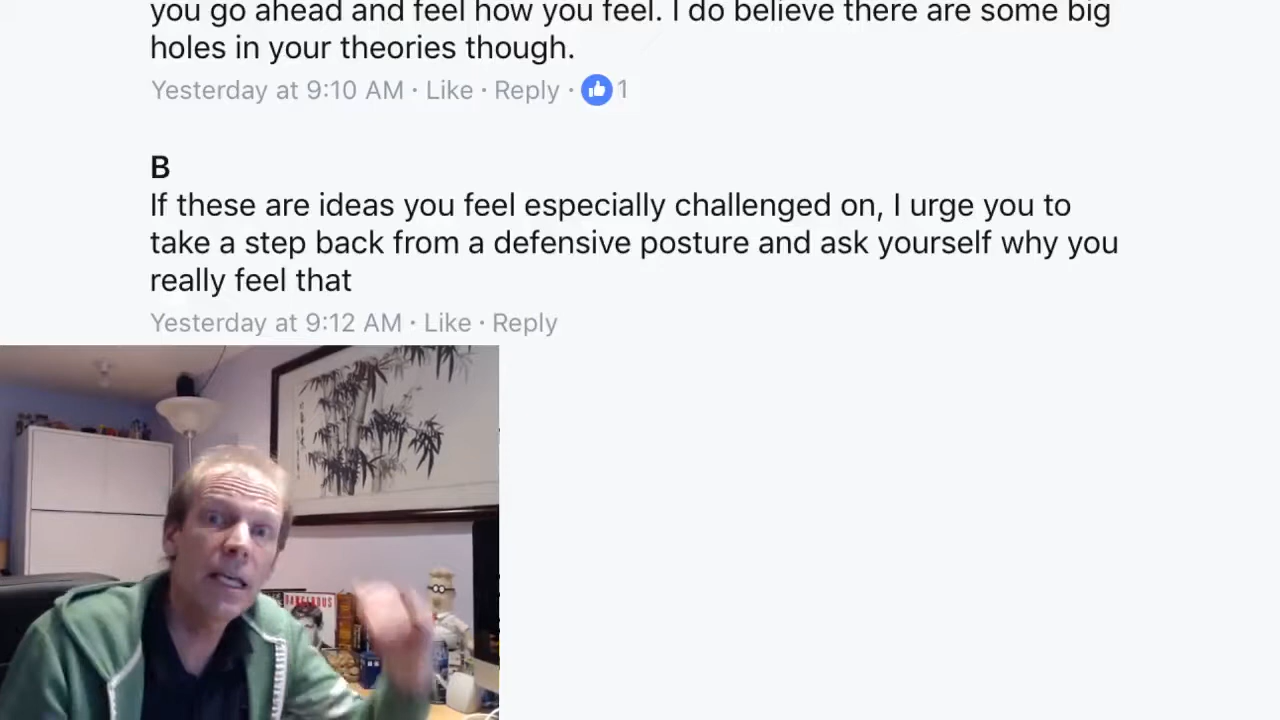 you go ahead and feel how you feel. I do believe there are some big
holes in your theories though.
Yesterday at 9:10 AM · Like · Reply · 1
B
If these are ideas you feel especially challenged on, I urge you to
take a step back from a defensive posture and ask yourself why you
really feel that
Yesterday at 9:12 AM · Like · Reply
DANGEROUS